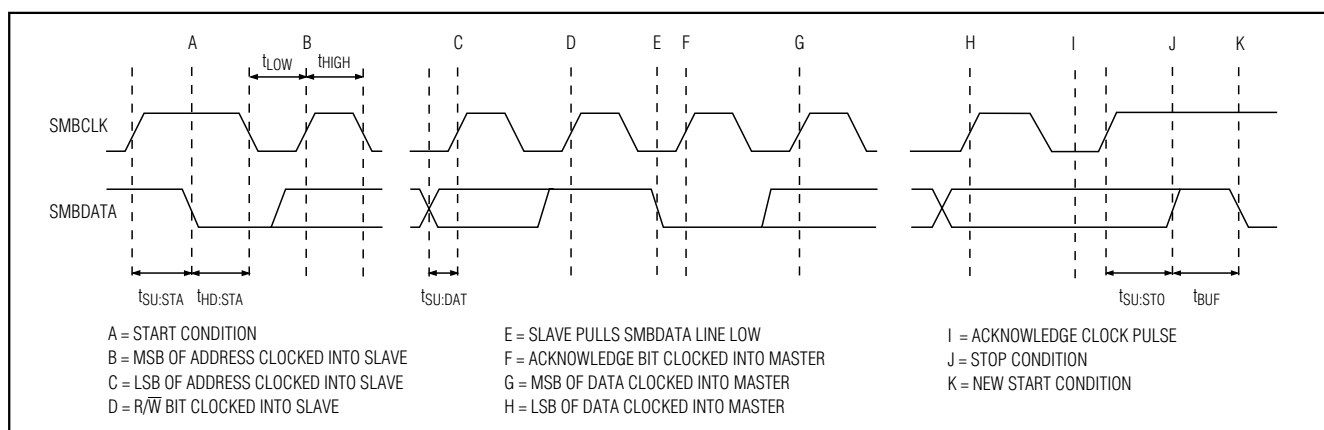 A B C D E F G H I J K
tLOW tHIGH
SMBCLK
SMBDATA
tSU:STA tHD:STA tSU:DAT tSU:STO tBUF
A = START CONDITION
B = MSB OF ADDRESS CLOCKED INTO SLAVE
C = LSB OF ADDRESS CLOCKED INTO SLAVE
D = R/W̅ BIT CLOCKED INTO SLAVE
E = SLAVE PULLS SMBDATA LINE LOW
F = ACKNOWLEDGE BIT CLOCKED INTO MASTER
G = MSB OF DATA CLOCKED INTO MASTER
H = LSB OF DATA CLOCKED INTO MASTER
I = ACKNOWLEDGE CLOCK PULSE
J = STOP CONDITION
K = NEW START CONDITION